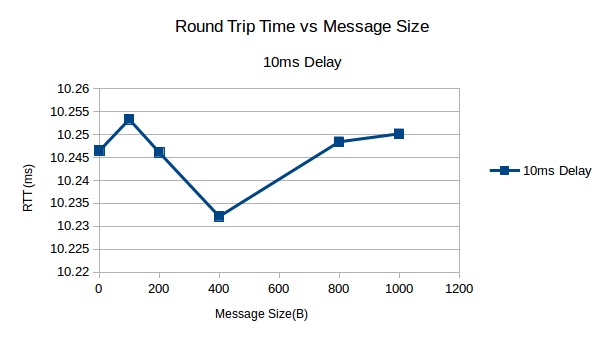 Round Trip Time vs Message Size
10ms Delay
10.26
10.255
10.25
10.245
10.24
10.235
10.23
10.225
10.22
RTT (ms)
0 200 400 600 800 1000 1200
Message Size(B)
10ms Delay